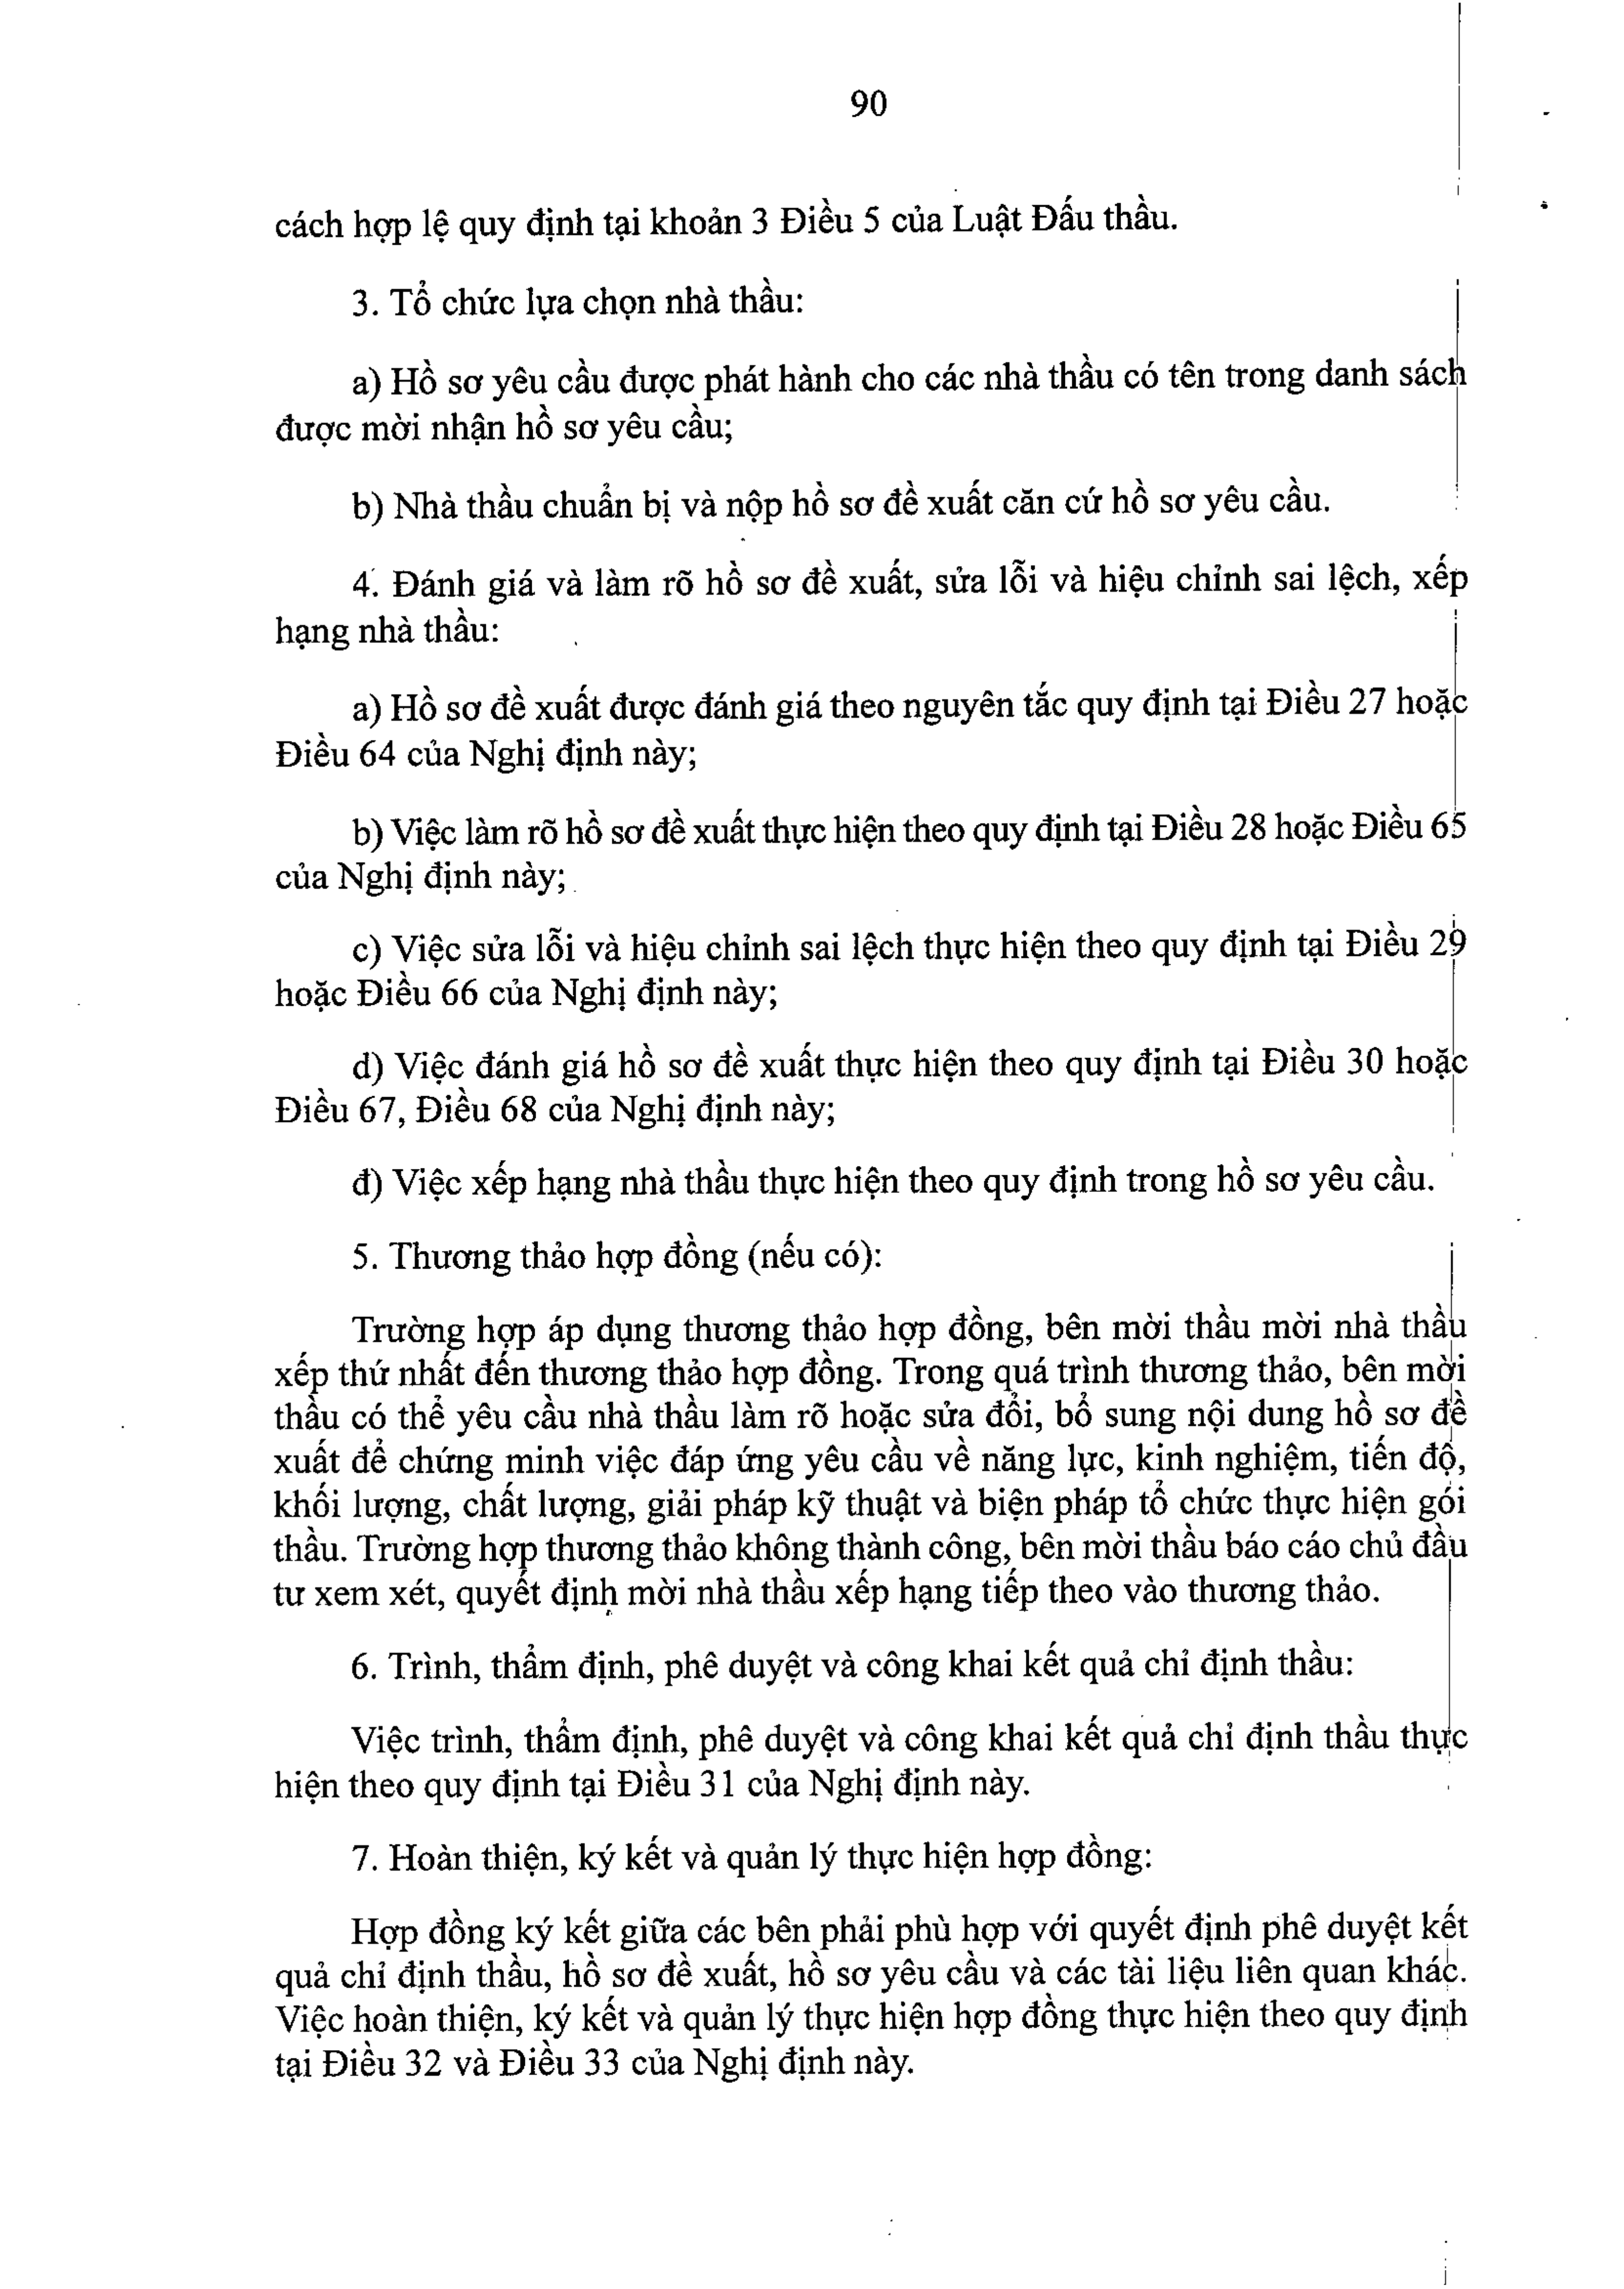 90
cách hợp lệ quy định tại khoản 3 Điều 5 của Luật Đấu thầu.
3. Tổ chức lựa chọn nhà thầu:
a) Hồ sơ yêu cầu được phát hành cho các nhà thầu có tên trong danh sách
được mời nhận hồ sơ yêu cầu;
b) Nhà thầu chuẩn bị và nộp hồ sơ đề xuất căn cứ hồ sơ yêu cầu.
4. Đánh giá và làm rõ hồ sơ đề xuất, sửa lỗi và hiệu chỉnh sai lệch, xếp
hạng nhà thầu:
a) Hồ sơ đề xuất được đánh giá theo nguyên tắc quy định tại Điều 27 hoặc
Điều 64 của Nghị định này;
b) Việc làm rõ hồ sơ đề xuất thực hiện theo quy định tại Điều 28 hoặc Điều 65
của Nghị định này;
c) Việc sửa lỗi và hiệu chỉnh sai lệch thực hiện theo quy định tại Điều 29
hoặc Điều 66 của Nghị định này;
d) Việc đánh giá hồ sơ đề xuất thực hiện theo quy định tại Điều 30 hoặc
Điều 67, Điều 68 của Nghị định này;
đ) Việc xếp hạng nhà thầu thực hiện theo quy định trong hồ sơ yêu cầu.
5. Thương thảo hợp đồng (nếu có):
Trường hợp áp dụng thương thảo hợp đồng, bên mời thầu mời nhà thầu
xếp thứ nhất đến thương thảo hợp đồng. Trong quá trình thương thảo, bên mời
thầu có thể yêu cầu nhà thầu làm rõ hoặc sửa đổi, bổ sung nội dung hồ sơ đề
xuất để chứng minh việc đáp ứng yêu cầu về năng lực, kinh nghiệm, tiến độ,
khối lượng, chất lượng, giải pháp kỹ thuật và biện pháp tổ chức thực hiện gói
thầu. Trường hợp thương thảo không thành công, bên mời thầu báo cáo chủ đầu
tư xem xét, quyết định mời nhà thầu xếp hạng tiếp theo vào thương thảo.
6. Trình, thẩm định, phê duyệt và công khai kết quả chỉ định thầu:
Việc trình, thẩm định, phê duyệt và công khai kết quả chỉ định thầu thực
hiện theo quy định tại Điều 31 của Nghị định này.
7. Hoàn thiện, ký kết và quản lý thực hiện hợp đồng:
Hợp đồng ký kết giữa các bên phải phù hợp với quyết định phê duyệt kết
quả chỉ định thầu, hồ sơ đề xuất, hồ sơ yêu cầu và các tài liệu liên quan khác.
Việc hoàn thiện, ký kết và quản lý thực hiện hợp đồng thực hiện theo quy định
tại Điều 32 và Điều 33 của Nghị định này.